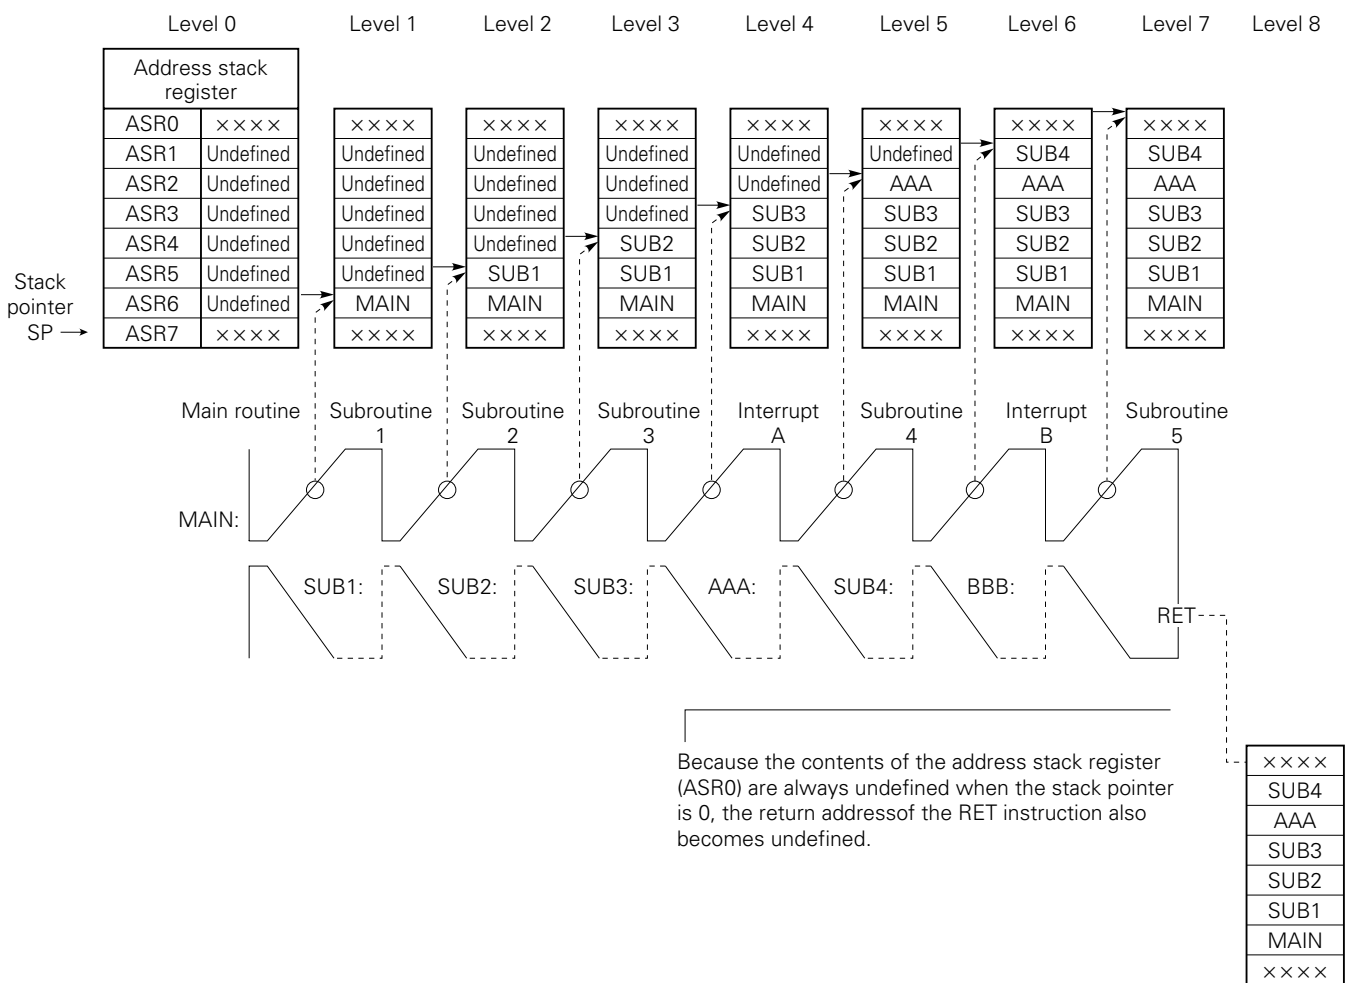 Level 0 Level 1 Level 2 Level 3 Level 4 Level 5 Level 6 Level 7 Level 8
Address stack
register
ASR0 ×××× ×××× ×××× ×××× ×××× ×××× ×××× ××××
ASR1 Undefined Undefined Undefined Undefined Undefined Undefined SUB4 SUB4
ASR2 Undefined Undefined Undefined Undefined Undefined AAA AAA AAA
ASR3 Undefined Undefined Undefined Undefined SUB3 SUB3 SUB3 SUB3
ASR4 Undefined Undefined Undefined SUB2 SUB2 SUB2 SUB2 SUB2
ASR5 Undefined Undefined SUB1 SUB1 SUB1 SUB1 SUB1 SUB1
ASR6 Undefined MAIN MAIN MAIN MAIN MAIN MAIN MAIN
ASR7 ×××× ×××× ×××× ×××× ×××× ×××× ×××× ××××
Stack
pointer
SP
Main routine Subroutine Subroutine Subroutine Interrupt Subroutine Interrupt Subroutine
1 2 3 A 4 B 5
MAIN:
SUB1: SUB2: SUB3: AAA: SUB4: BBB:
RET
Because the contents of the address stack register
(ASR0) are always undefined when the stack pointer
is 0, the return addressof the RET instruction also
becomes undefined.
××××
SUB4
AAA
SUB3
SUB2
SUB1
MAIN
××××